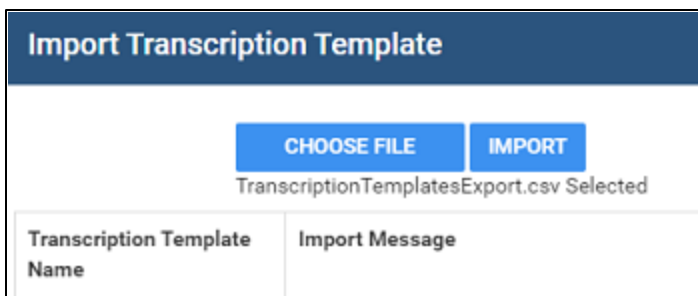 Import Transcription Template
CHOOSE FILE IMPORT
TranscriptionTemplatesExport.csv Selected
Transcription Template Import Message
Name